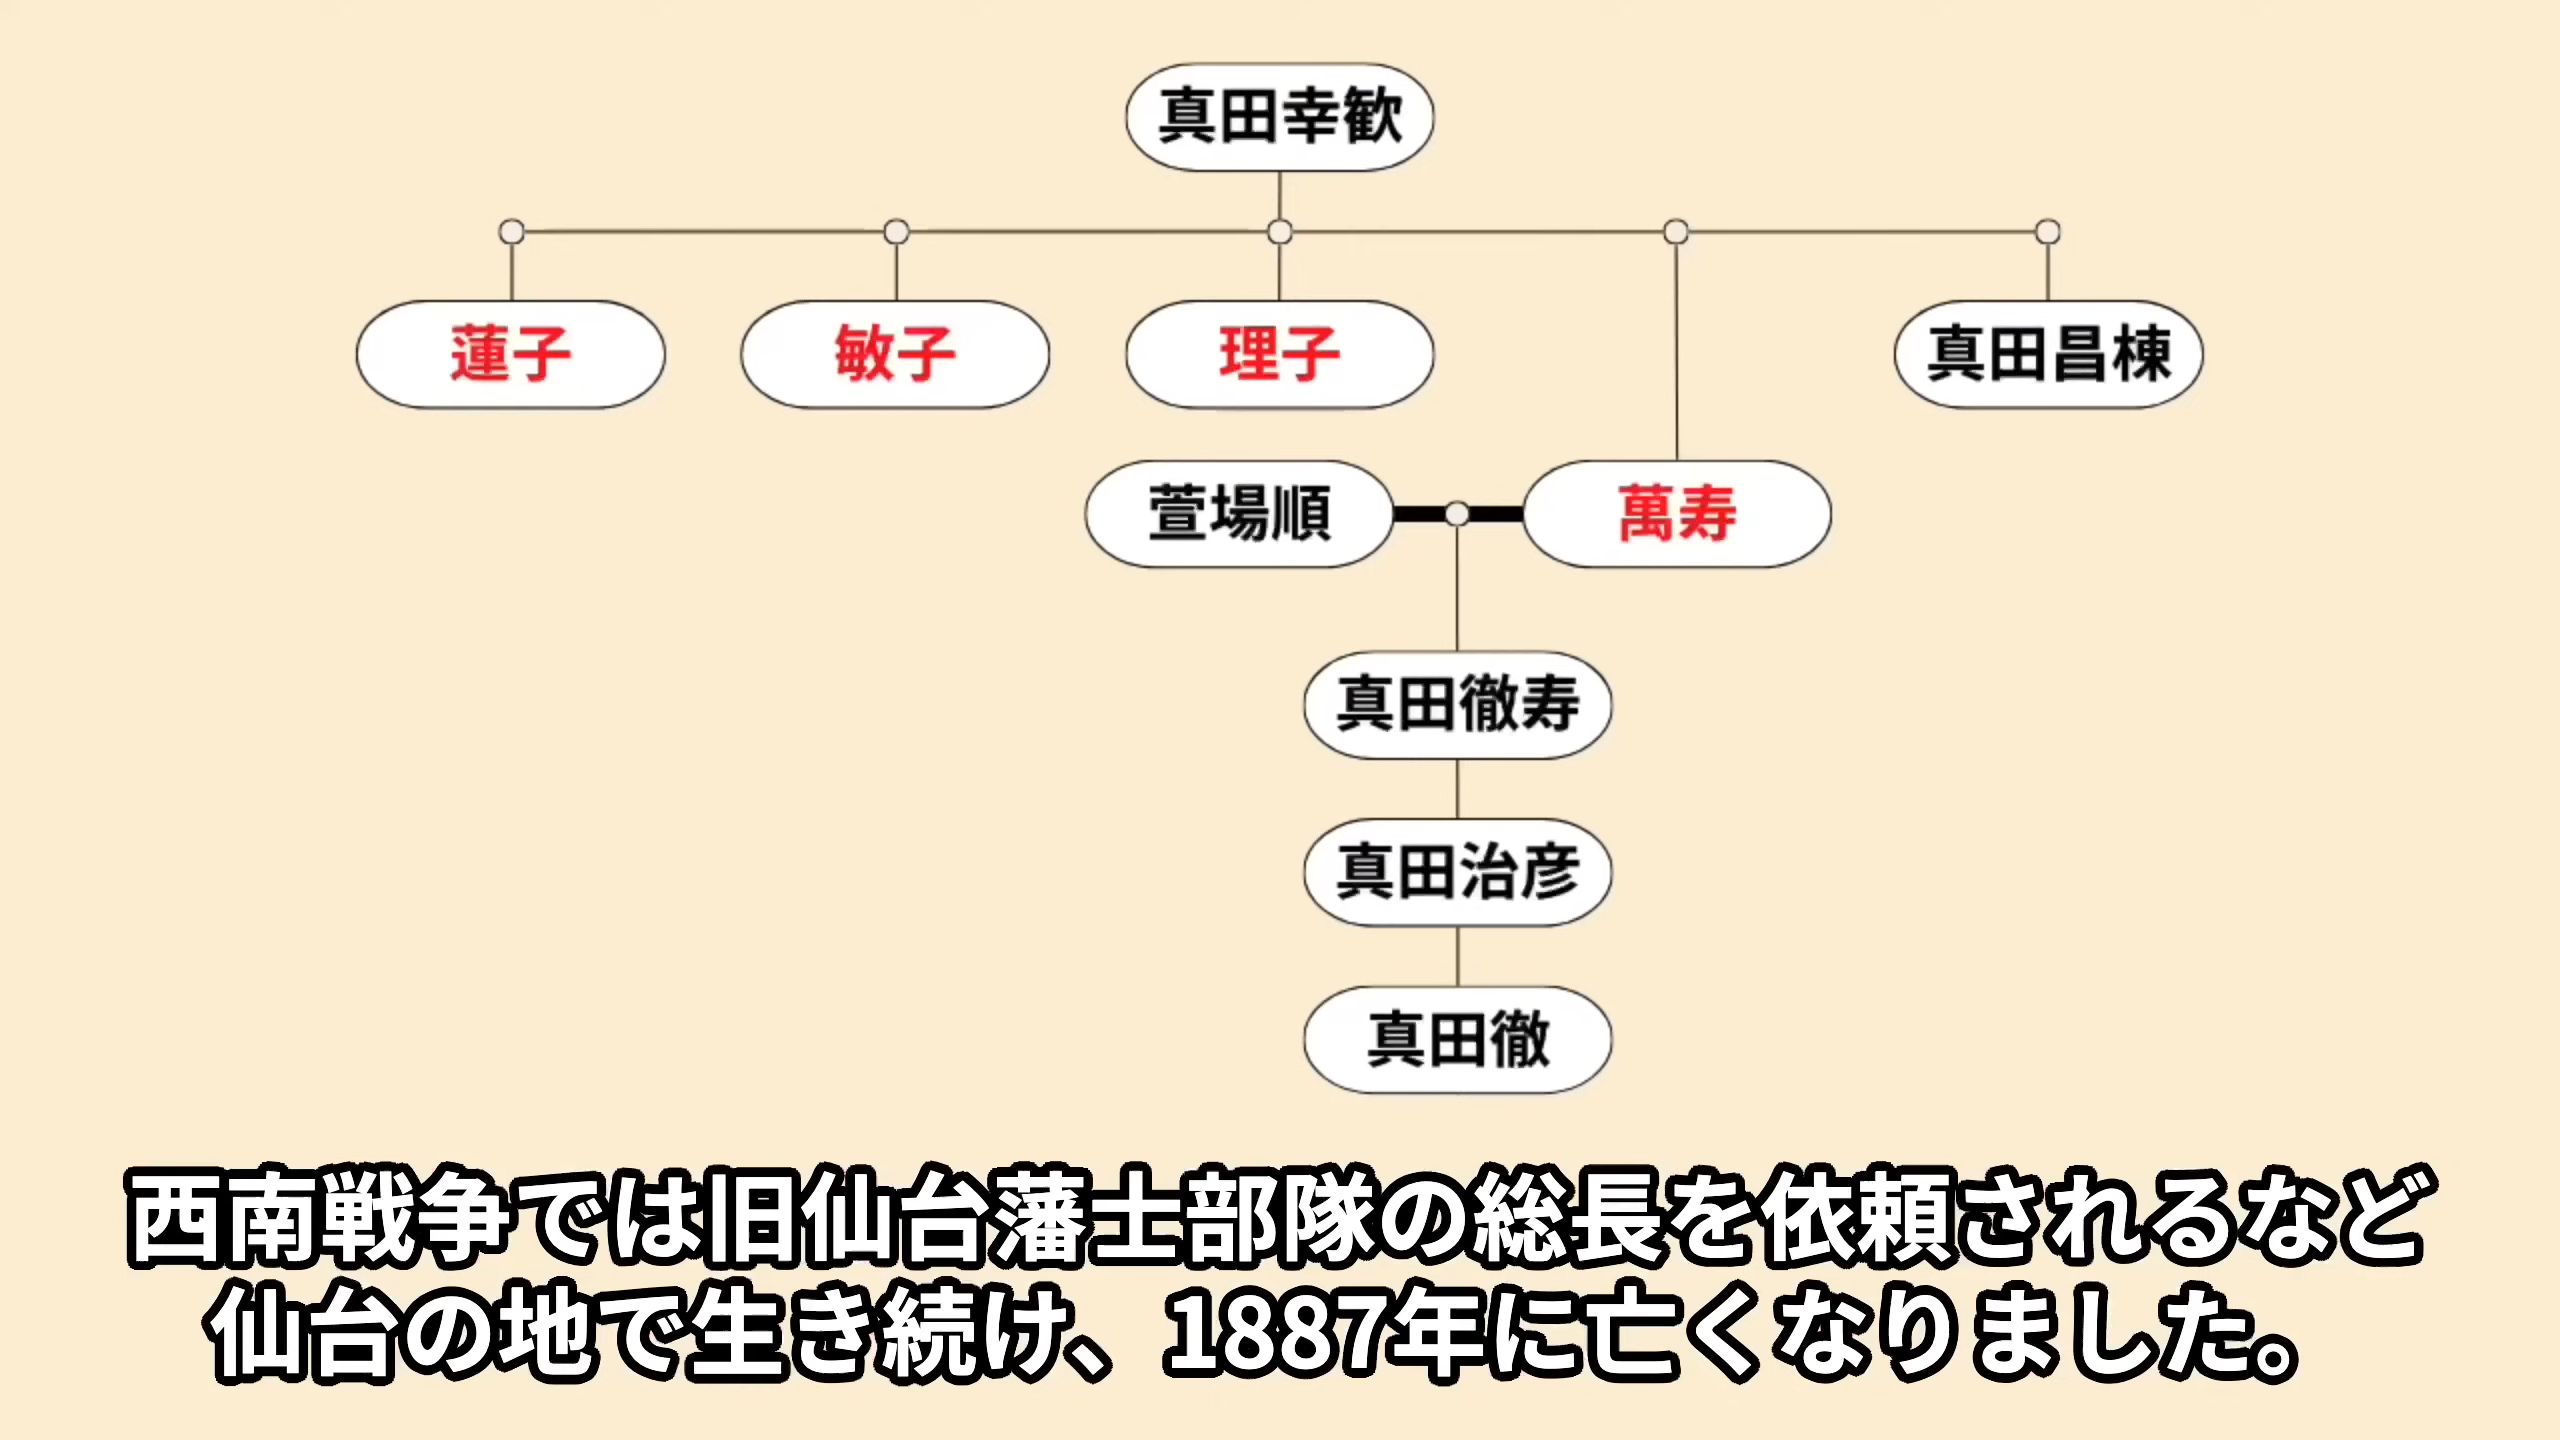 真田幸歓
蓮子
敏子
理子
真田昌棟
萱場順
萬寿
真田徹寿
真田治彦
真田徹
西南戦争では旧仙台藩士部隊の総長を依頼されるなど
仙台の地で生き続け、1887年に亡くなりました。